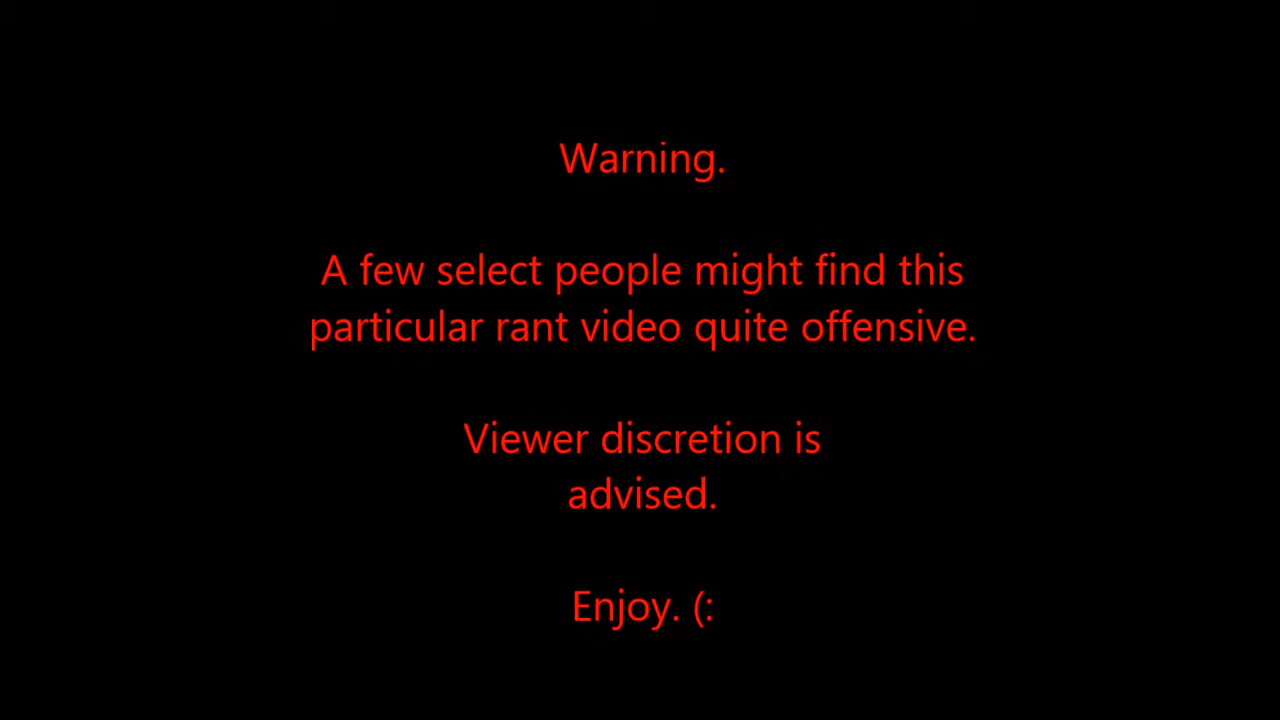 Warning.
A few select people might find this
particular rant video quite offensive.
Viewer discretion is
advised.
Enjoy. (: